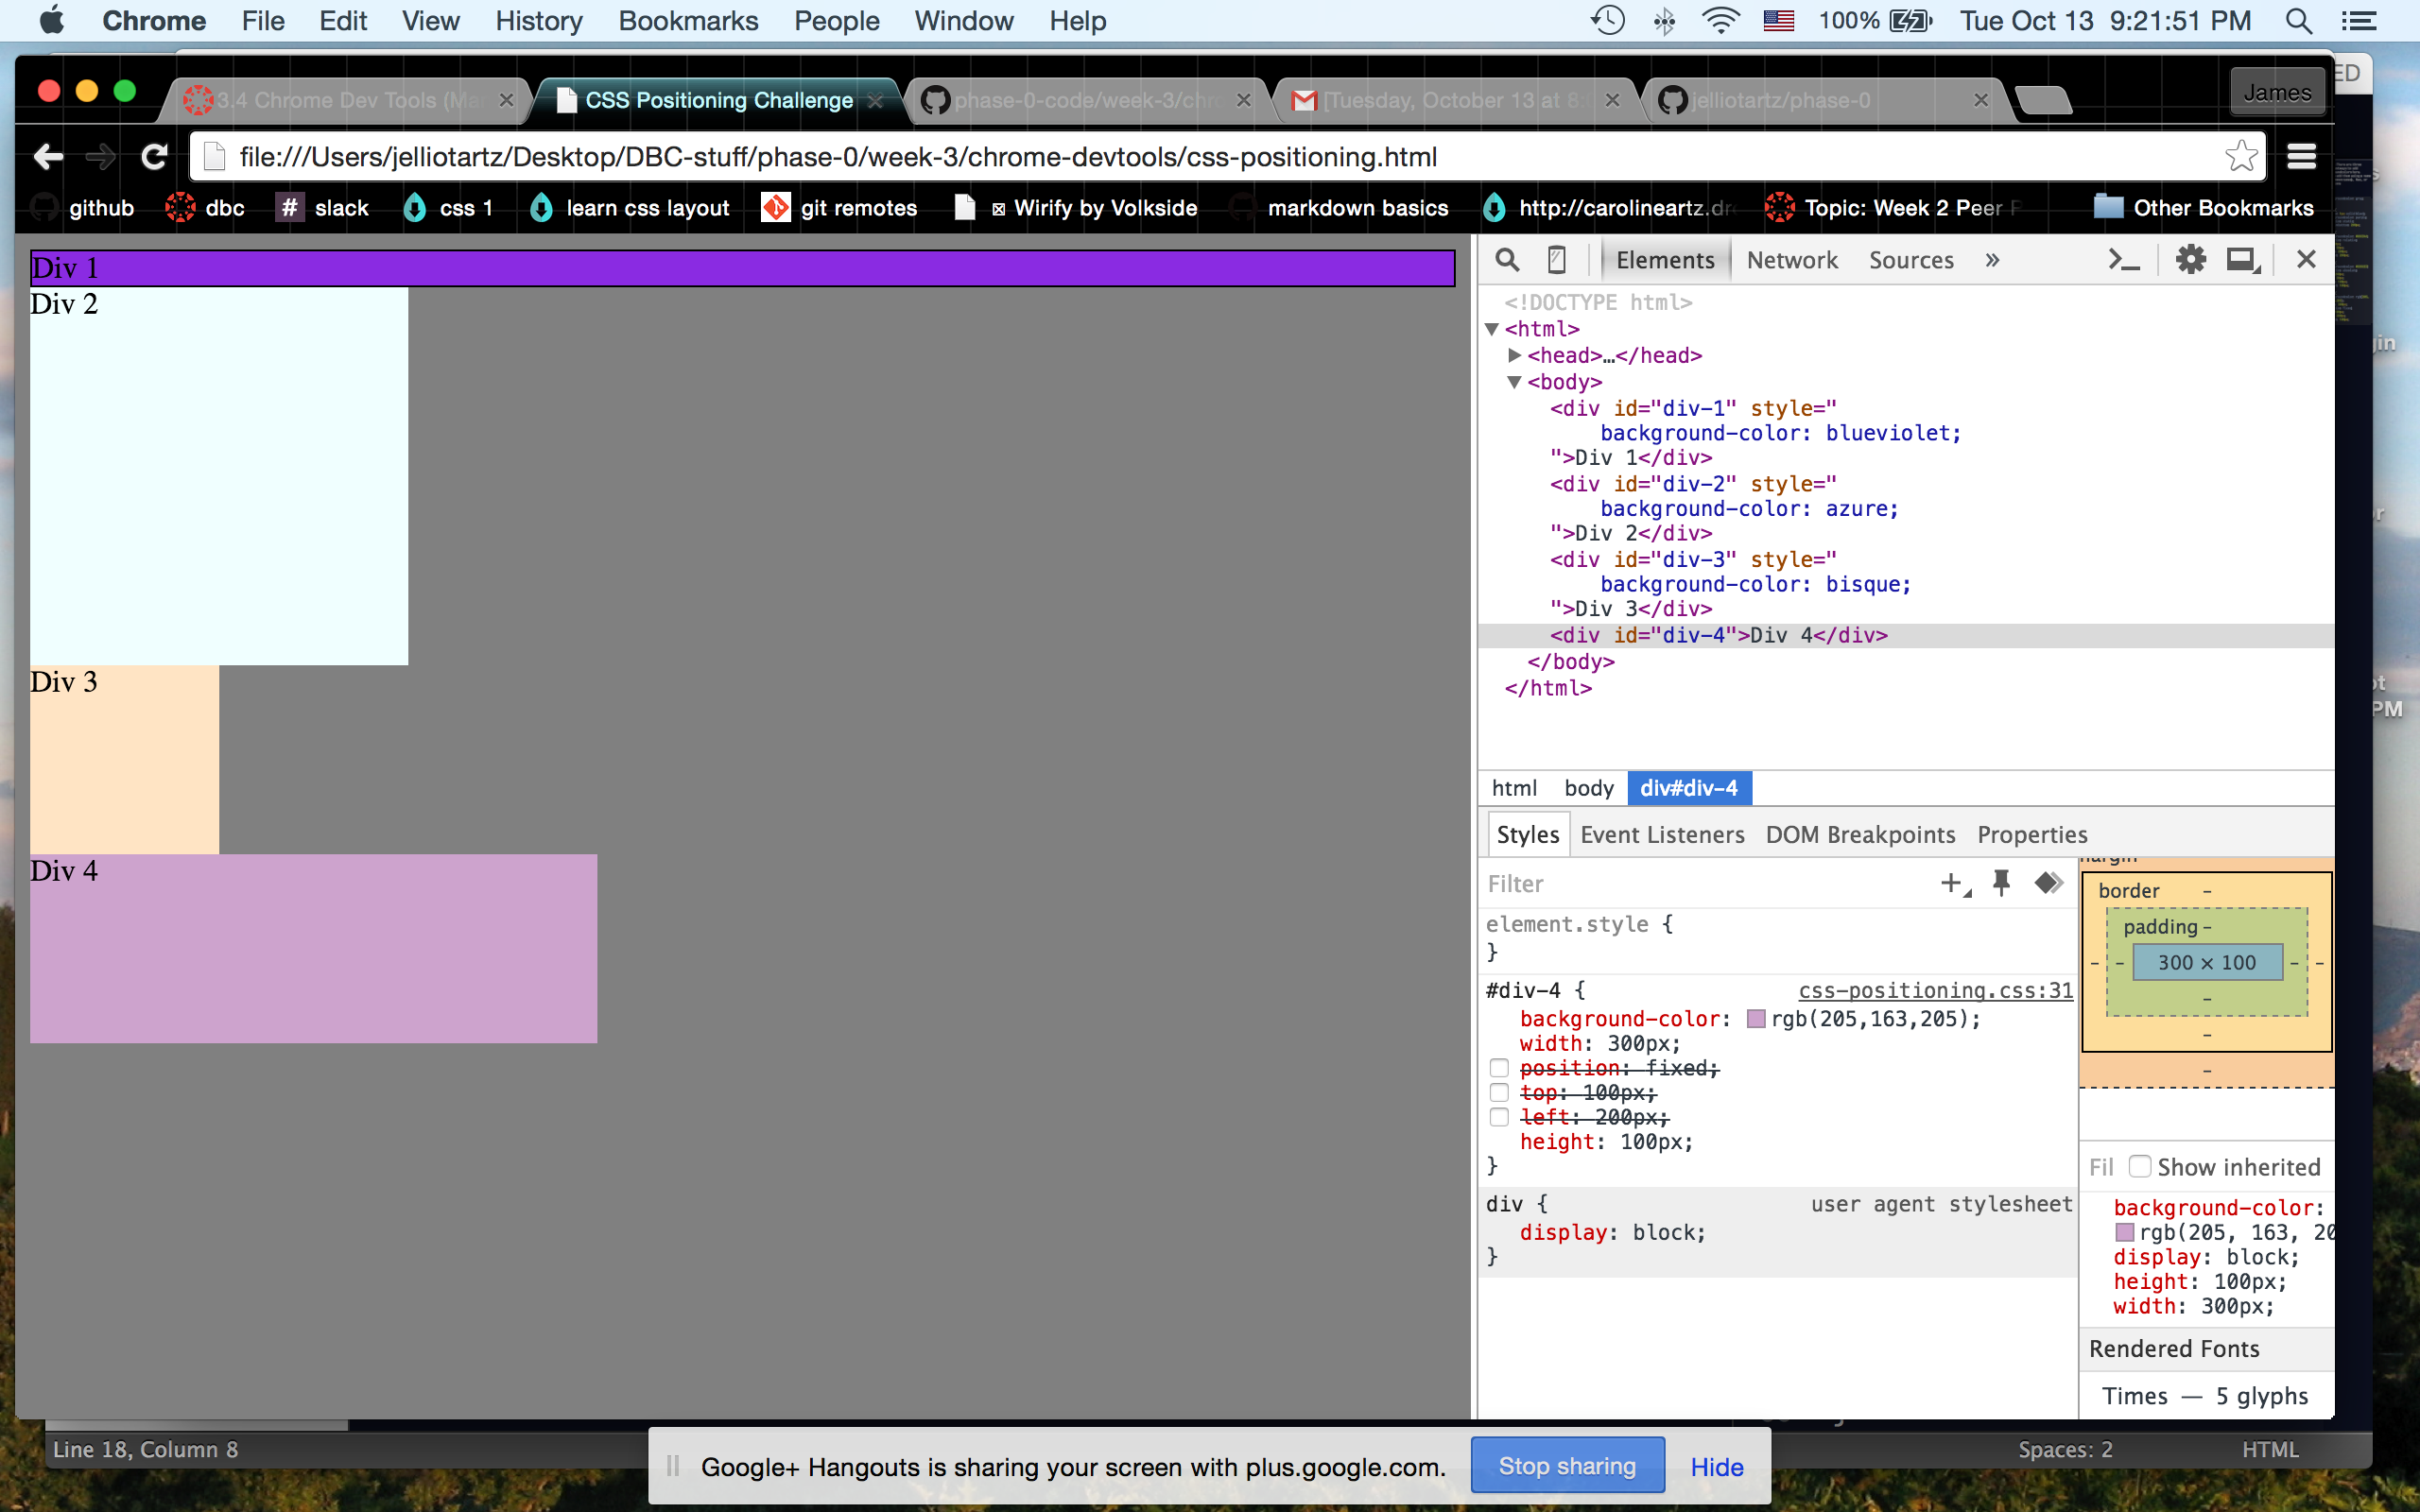 Chrome File Edit View History Bookmarks People Window Help 100% Tue Oct 13 9:21:51 PM
3.4 Chrome Dev Tools (Ma
CSS Positioning Challenge
phase-0-code/week-3/chr
[Tuesday, October 13 at 8:
jelliotartz/phase-0
James
ED
file:///Users/jelliotartz/Desktop/DBC-stuff/phase-0/week-3/chrome-devtools/css-positioning.html
github dbc # slack css 1 learn css layout git remotes Wirify by Volkside markdown basics http://carolineartz.dr Topic: Week 2 Peer P Other Bookmarks
Div 1
Div 2
Div 3
Div 4
Elements Network Sources »
<!DOCTYPE html>
<html>
<head>…</head>
<body>
<div id="div-1" style="
background-color: blueviolet;
">Div 1</div>
<div id="div-2" style="
background-color: azure;
">Div 2</div>
<div id="div-3" style="
background-color: bisque;
">Div 3</div>
<div id="div-4">Div 4</div>
</body>
</html>
html body div#div-4
Styles Event Listeners DOM Breakpoints Properties
Filter
element.style {
}
#div-4 { css-positioning.css:31
background-color: rgb(205,163,205);
width: 300px;
position: fixed;
top: 100px;
left: 200px;
height: 100px;
}
div { user agent stylesheet
display: block;
}
margin
border -
padding -
- - 300 × 100 - -
-
-
-
Fil Show inherited
background-color:
rgb(205, 163, 20
display: block;
height: 100px;
width: 300px;
Rendered Fonts
Times — 5 glyphs
PM
Line 18, Column 8
Spaces: 2 HTML
Google+ Hangouts is sharing your screen with plus.google.com. Stop sharing Hide